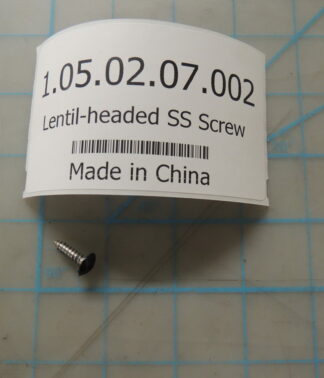 1.05.02.07.002
Lentil-headed SS Screw
Made in China